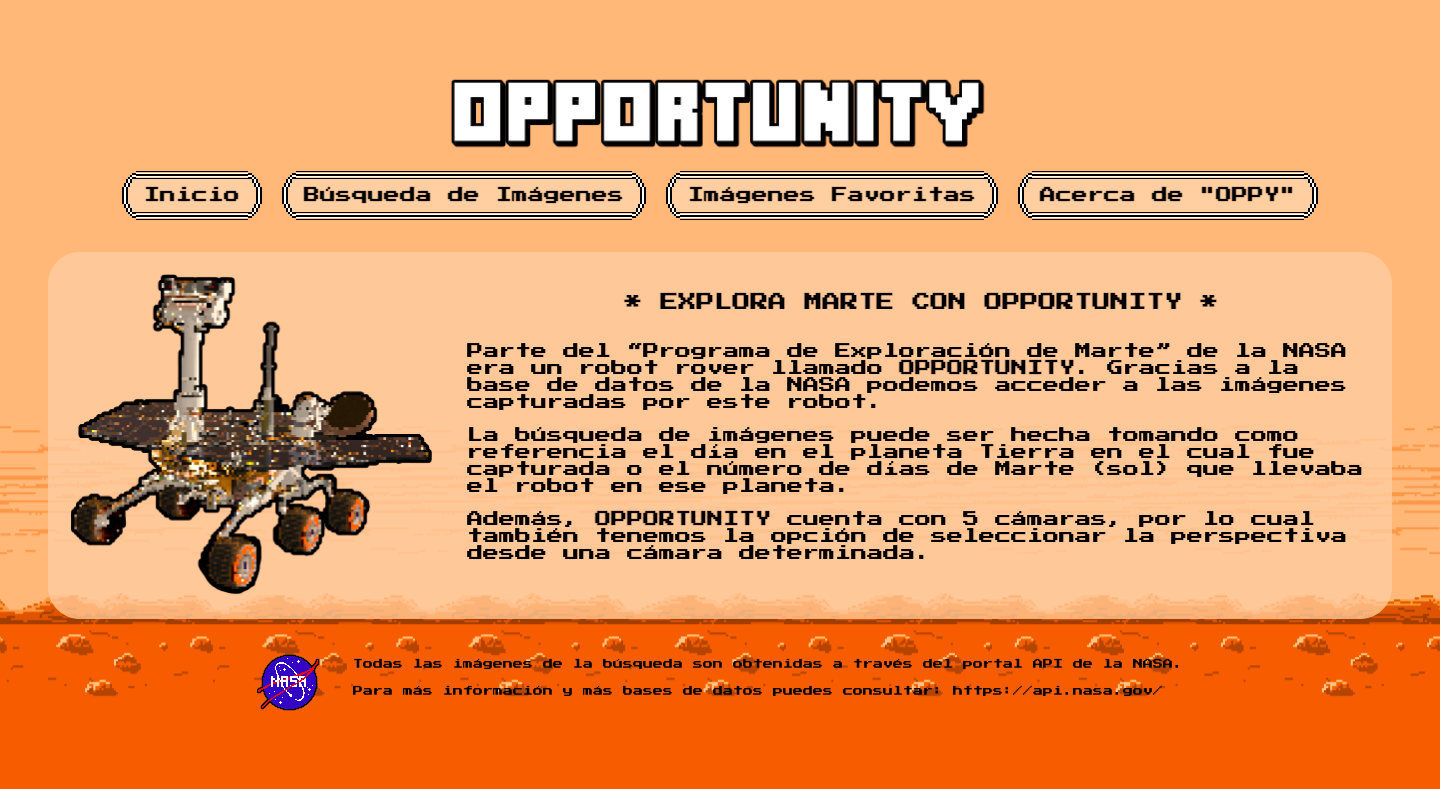 OPPORTUNITY
Inicio
Búsqueda de Imágenes
Imágenes Favoritas
Acerca de "OPPY"
* EXPLORA MARTE CON OPPORTUNITY *
Parte del “Programa de Exploración de Marte” de la NASA
era un robot rover llamado OPPORTUNITY. Gracias a la
base de datos de la NASA podemos acceder a las imágenes
capturadas por este robot.
La búsqueda de imágenes puede ser hecha tomando como
referencia el día en el planeta Tierra en el cual fue
capturada o el número de días de Marte (sol) que llevaba
el robot en ese planeta.
Además, OPPORTUNITY cuenta con 5 cámaras, por lo cual
también tenemos la opción de seleccionar la perspectiva
desde una cámara determinada.
NASA
Todas las imágenes de la búsqueda son obtenidas a través del portal API de la NASA.
Para más información y más bases de datos puedes consultar: https://api.nasa.gov/